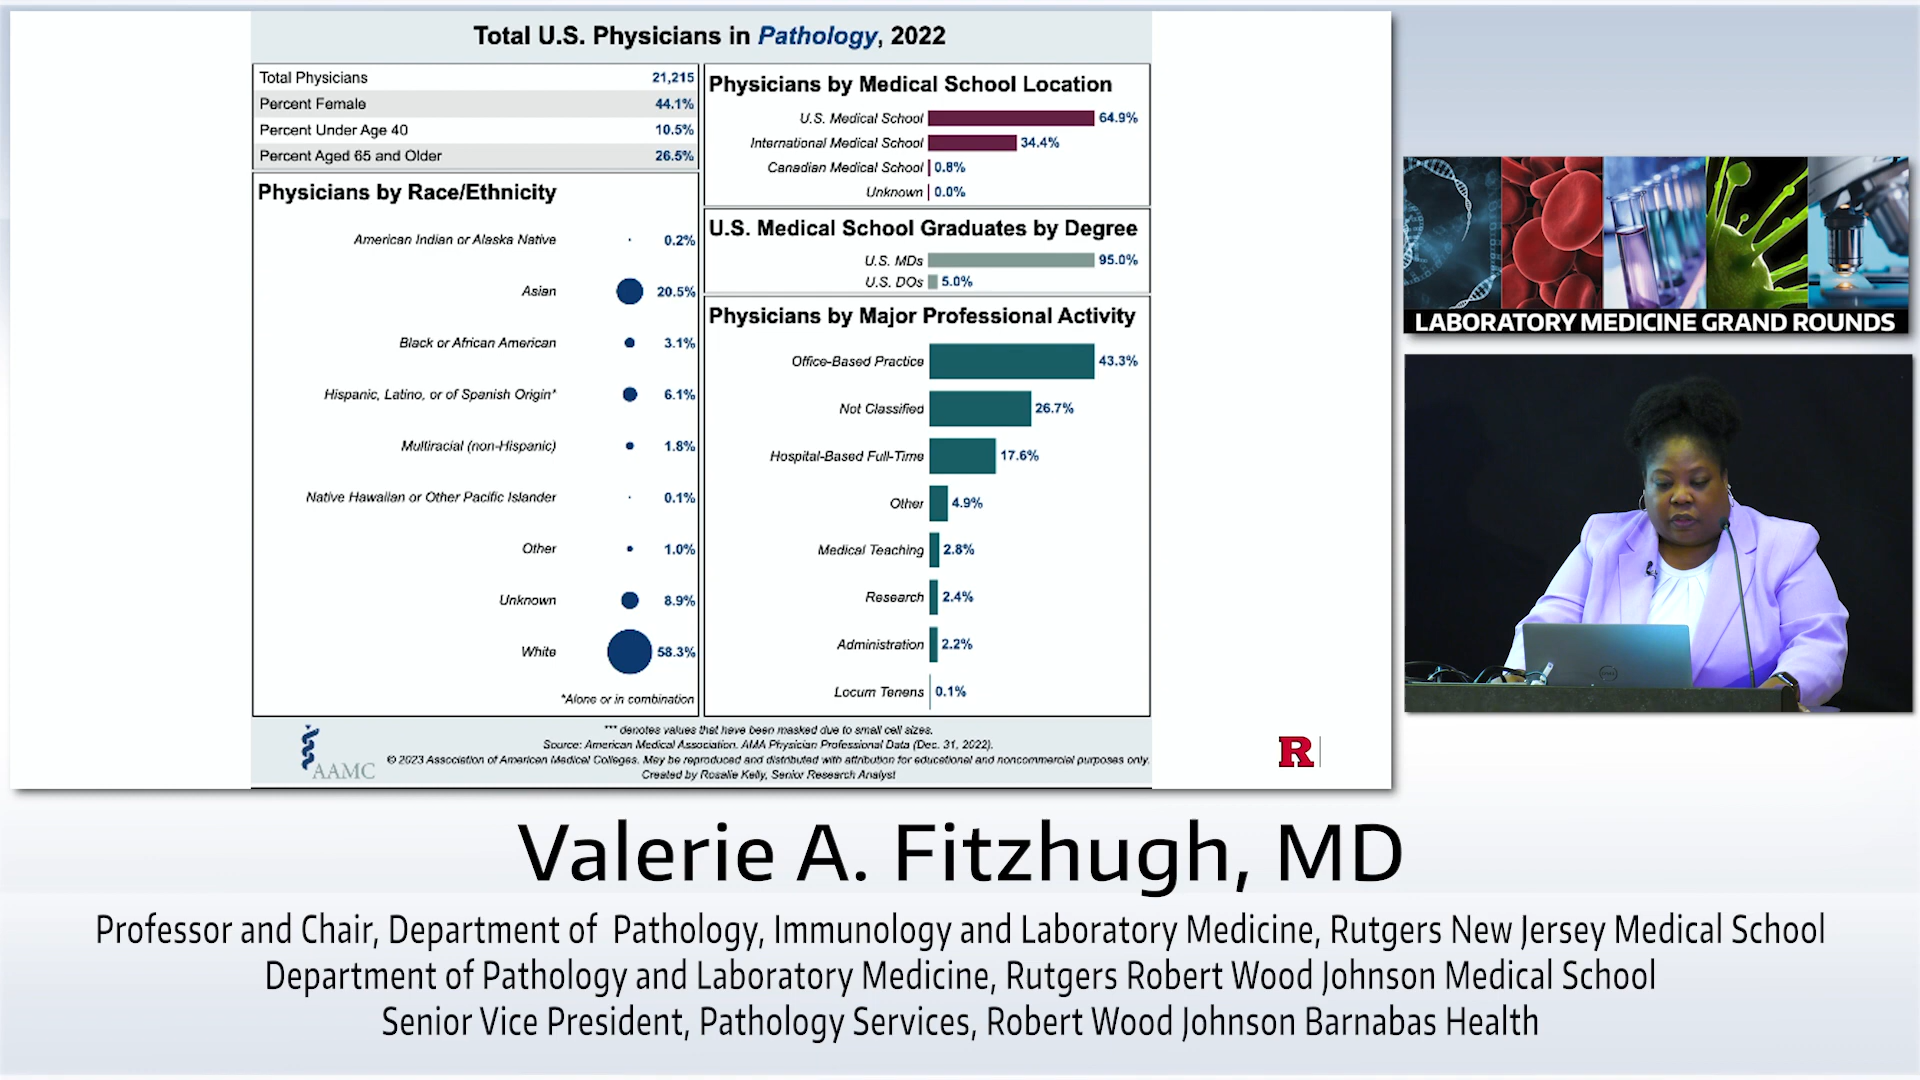 Total U.S. Physicians in Pathology, 2022
Total Physicians 21,215
Percent Female 44.1%
Percent Under Age 40 10.5%
Percent Aged 65 and Older 26.5%
Physicians by Race/Ethnicity
American Indian or Alaska Native 0.2%
Asian 20.5%
Black or African American 3.1%
Hispanic, Latino, or of Spanish Origin* 6.1%
Multiracial (non-Hispanic) 1.8%
Native Hawaiian or Other Pacific Islander 0.1%
Other 1.0%
Unknown 8.9%
White 58.3%
*Alone or in combination
Physicians by Medical School Location
U.S. Medical School 64.9%
International Medical School 34.4%
Canadian Medical School 0.8%
Unknown 0.0%
U.S. Medical School Graduates by Degree
U.S. MDs 95.0%
U.S. DOs 5.0%
Physicians by Major Professional Activity
Office-Based Practice 43.3%
Not Classified 26.7%
Hospital-Based Full-Time 17.6%
Other 4.9%
Medical Teaching 2.8%
Research 2.4%
Administration 2.2%
Locum Tenens 0.1%
AAMC
*** denotes values that have been masked due to small cell sizes.
Source: American Medical Association. AMA Physician Professional Data (Dec. 31, 2022).
© 2023 Association of American Medical Colleges. May be reproduced and distributed with attribution for educational and noncommercial purposes only.
Created by Rosalie Kelly, Senior Research Analyst
R
LABORATORY MEDICINE GRAND ROUNDS
DELL
Valerie A. Fitzhugh, MD
Professor and Chair, Department of Pathology, Immunology and Laboratory Medicine, Rutgers New Jersey Medical School
Department of Pathology and Laboratory Medicine, Rutgers Robert Wood Johnson Medical School
Senior Vice President, Pathology Services, Robert Wood Johnson Barnabas Health